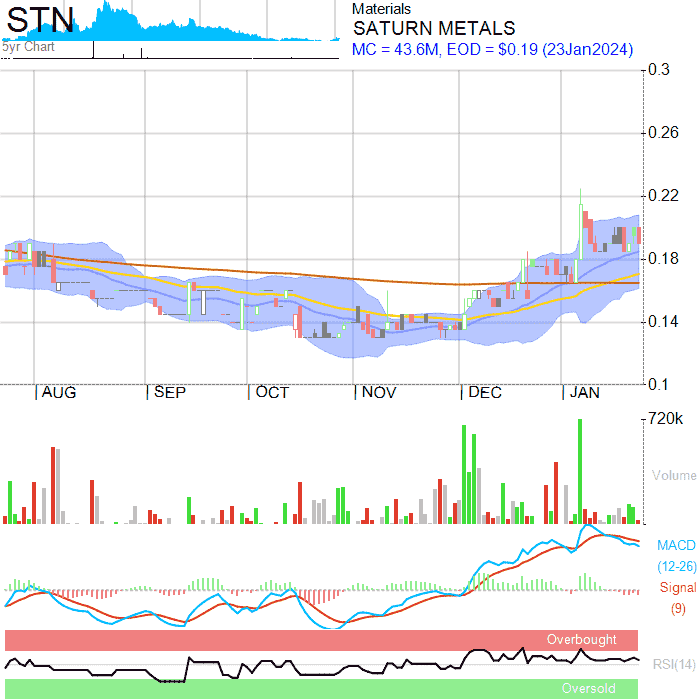 STN
5yr Chart
Materials
SATURN METALS
MC = 43.6M, EOD = $0.19 (23Jan2024)
0.3
0.26
0.22
0.18
0.14
0.1
AUG SEP OCT NOV DEC JAN
720k
Volume
MACD
(12-26)
Signal
(9)
Overbought
RSI(14)
Oversold